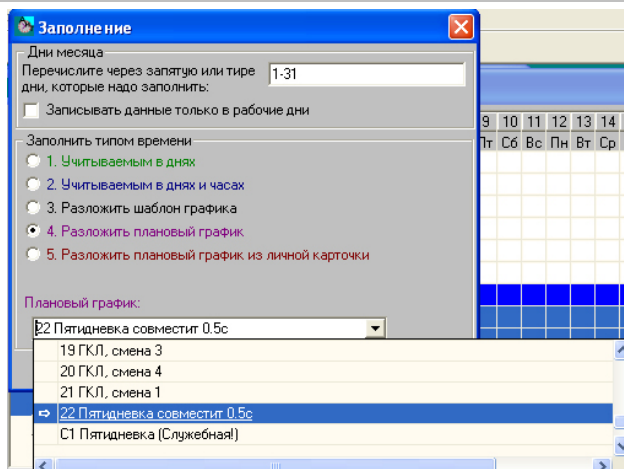 Заполнение
Дни месяца
Перечислите через запятую или тире
дни, которые надо заполнить:
1-31
Записывать данные только в рабочие дни
9 10 11 12 13 14
Пт Сб Вс Пн Вт Ср
Заполнить типом времени
1. Учитываемым в днях
2. Учитываемым в днях и часах
3. Разложить шаблон графика
4. Разложить плановый график
5. Разложить плановый график из личной карточки
Плановый график:
22 Пятидневка совместит 0.5с
19 ГКЛ, смена 3
20 ГКЛ, смена 4
21 ГКЛ, смена 1
22 Пятидневка совместит 0.5с
С1 Пятидневка (Служебная!)